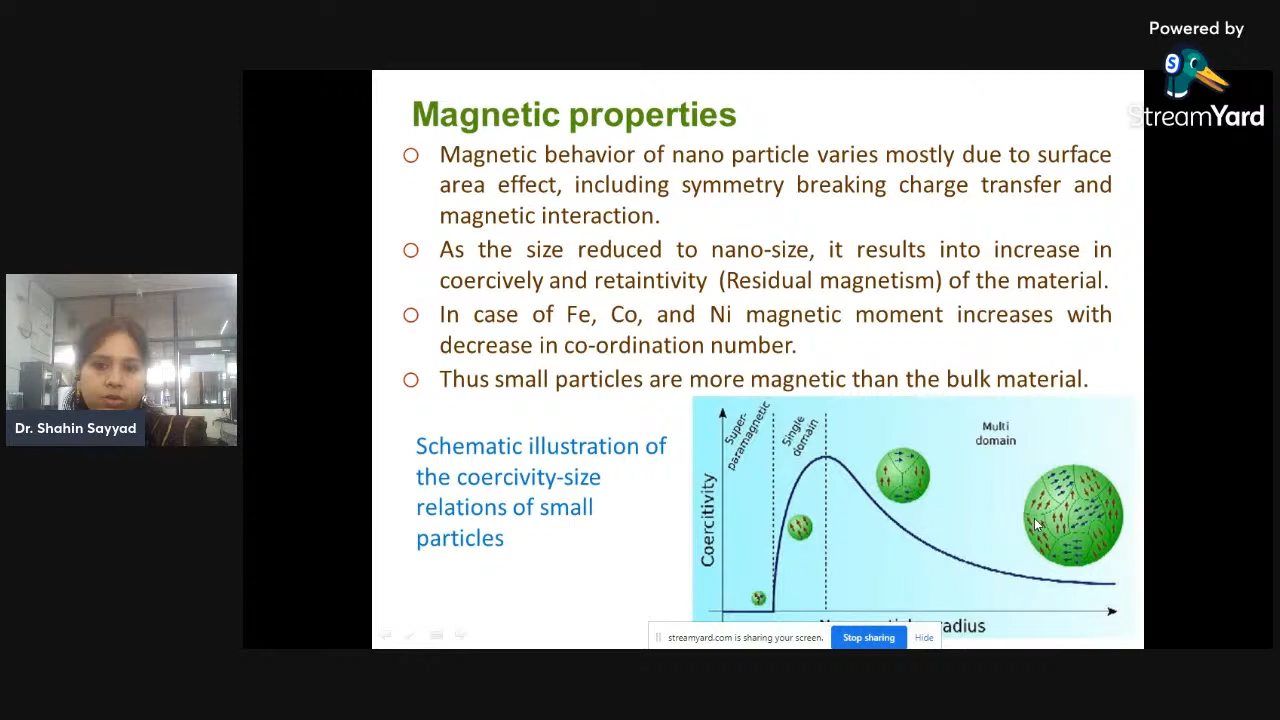 Powered by
StreamYard
Magnetic properties
Magnetic behavior of nano particle varies mostly due to surface
area effect, including symmetry breaking charge transfer and
magnetic interaction.
As the size reduced to nano-size, it results into increase in
coercively and retaintivity (Residual magnetism) of the material.
In case of Fe, Co, and Ni magnetic moment increases with
decrease in co-ordination number.
Thus small particles are more magnetic than the bulk material.
Schematic illustration of
the coercivity-size
relations of small
particles
Super-
paramagnetic
Single
domain
Multi
domain
Coercitivity
streamyard.com is sharing your screen.
Stop sharing
Hide
Dr. Shahin Sayyad